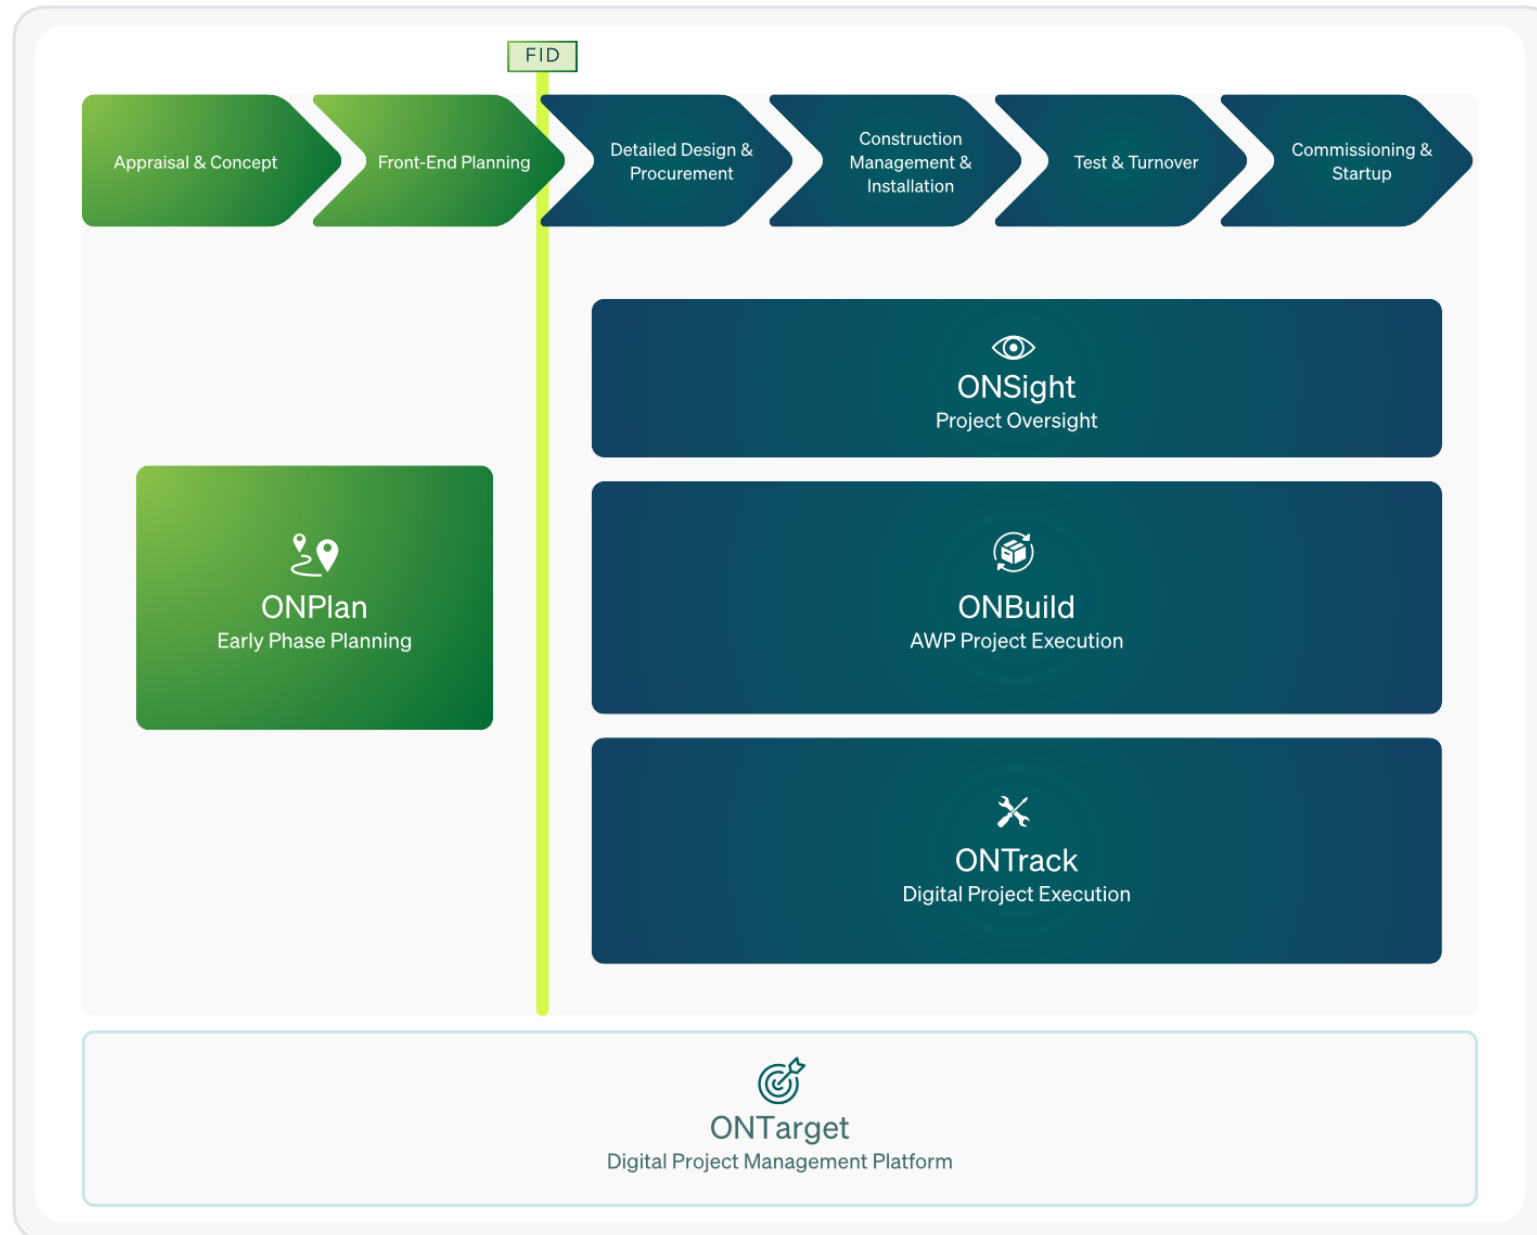 FID
Appraisal & Concept
Front-End Planning
Detailed Design &
Procurement
Construction
Management &
Installation
Test & Turnover
Commissioning &
Startup
ONSight
Project Oversight
ONPlan
Early Phase Planning
ONBuild
AWP Project Execution
ONTrack
Digital Project Execution
ONTarget
Digital Project Management Platform